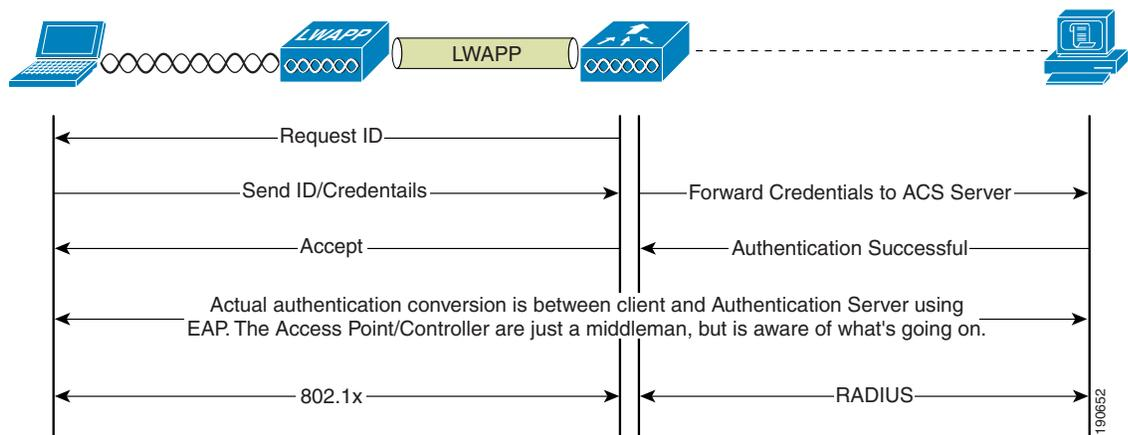 LWAPP
LWAPP
Request ID
Send ID/Credentails
Forward Credentials to ACS Server
Accept
Authentication Successful
Actual authentication conversion is between client and Authentication Server using
EAP. The Access Point/Controller are just a middleman, but is aware of what's going on.
802.1x
RADIUS
190652